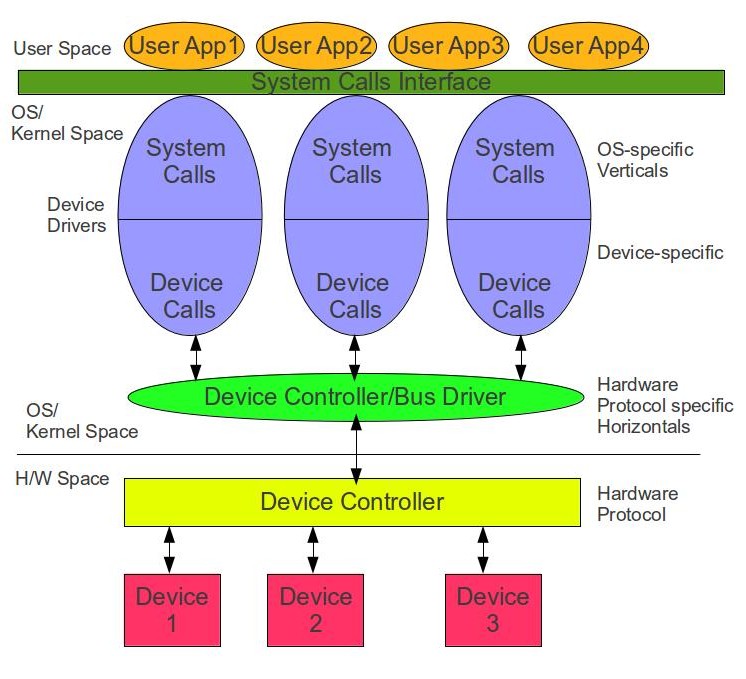 User Space
User App1
User App2
User App3
User App4
System Calls Interface
OS/
Kernel Space
System
Calls
System
Calls
System
Calls
OS-specific
Verticals
Device
Drivers
Device-specific
Device
Calls
Device
Calls
Device
Calls
Device Controller/Bus Driver
Hardware
Protocol specific
Horizontals
OS/
Kernel Space
H/W Space
Device Controller
Hardware
Protocol
Device
1
Device
2
Device
3